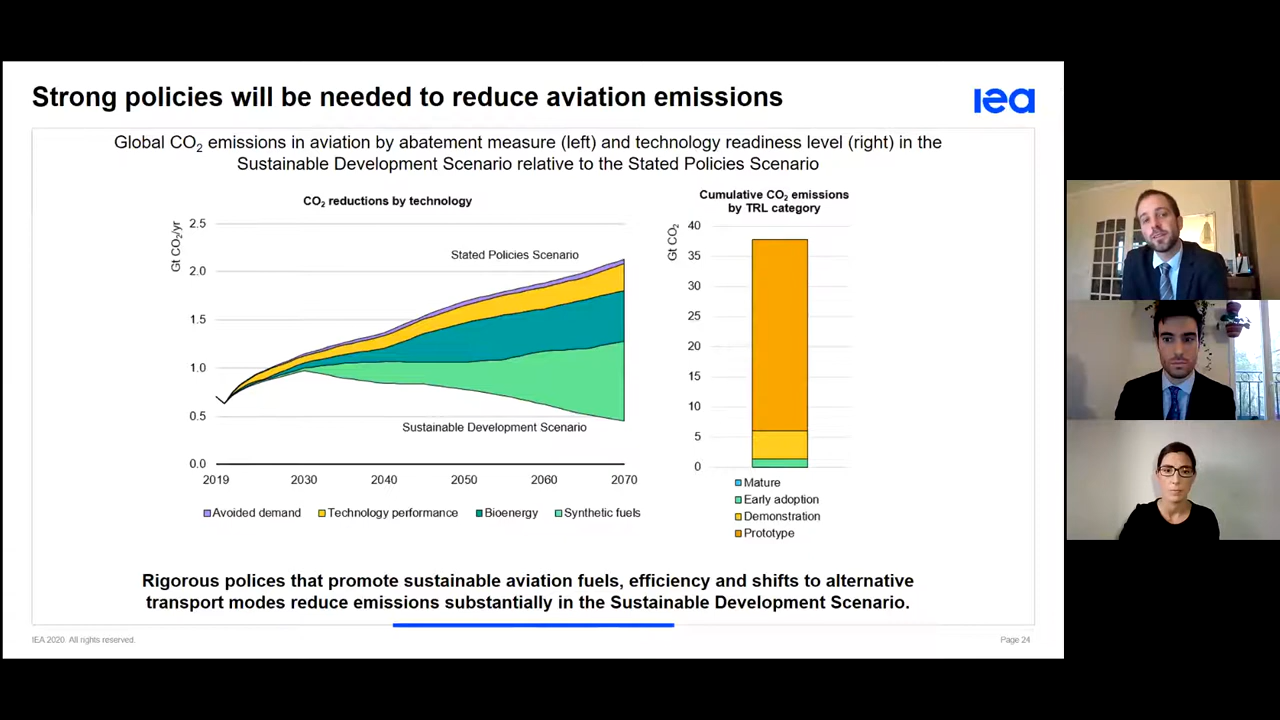 Strong policies will be needed to reduce aviation emissions
iea
Global CO2 emissions in aviation by abatement measure (left) and technology readiness level (right) in the
Sustainable Development Scenario relative to the Stated Policies Scenario
CO2 reductions by technology
Gt CO2/yr
2.5
2.0
1.5
1.0
0.5
0.0
Stated Policies Scenario
Sustainable Development Scenario
2019 2030 2040 2050 2060 2070
Avoided demand Technology performance Bioenergy Synthetic fuels
Cumulative CO2 emissions
by TRL category
Gt CO2
40
35
30
25
20
15
10
5
0
Mature
Early adoption
Demonstration
Prototype
Rigorous polices that promote sustainable aviation fuels, efficiency and shifts to alternative
transport modes reduce emissions substantially in the Sustainable Development Scenario.
IEA 2020. All rights reserved.
Page 24